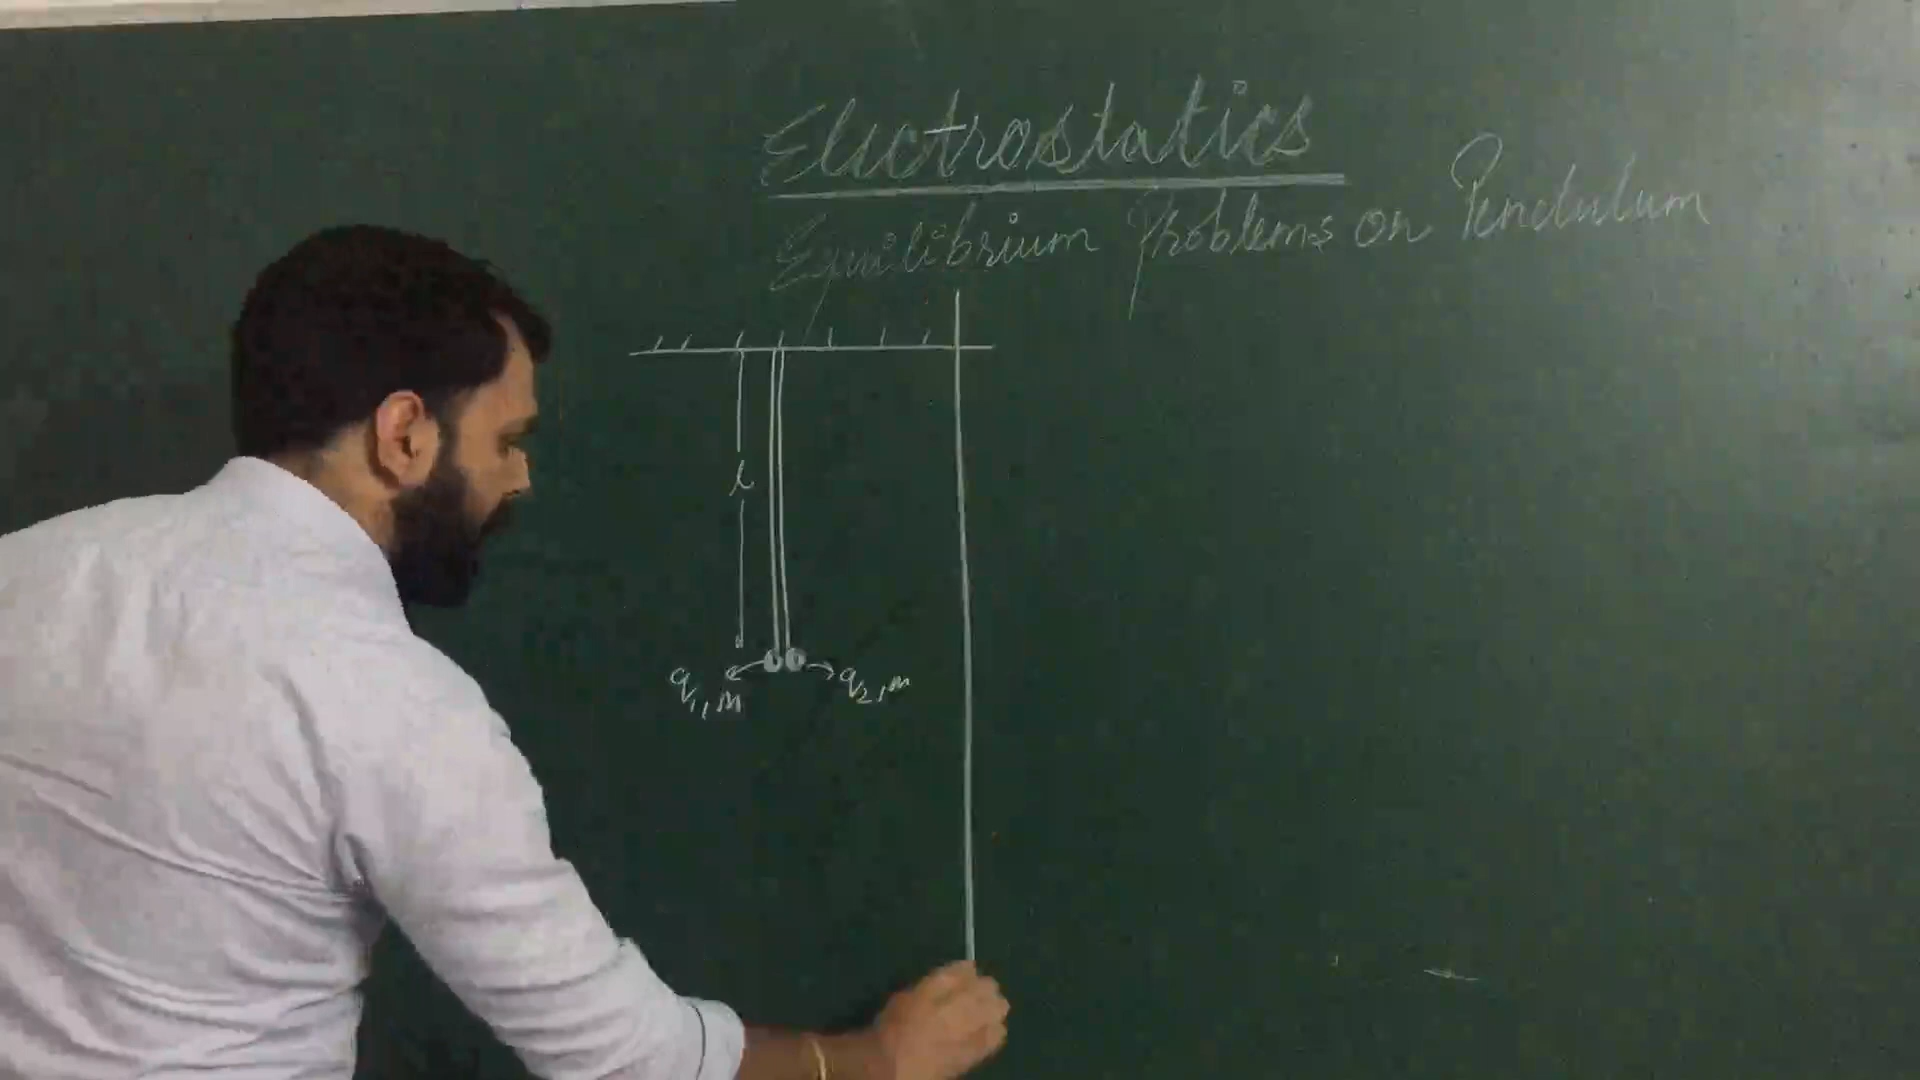 Electrostatics
Equilibrium Problems on Pendulum
l
q₁, m
q₂, m